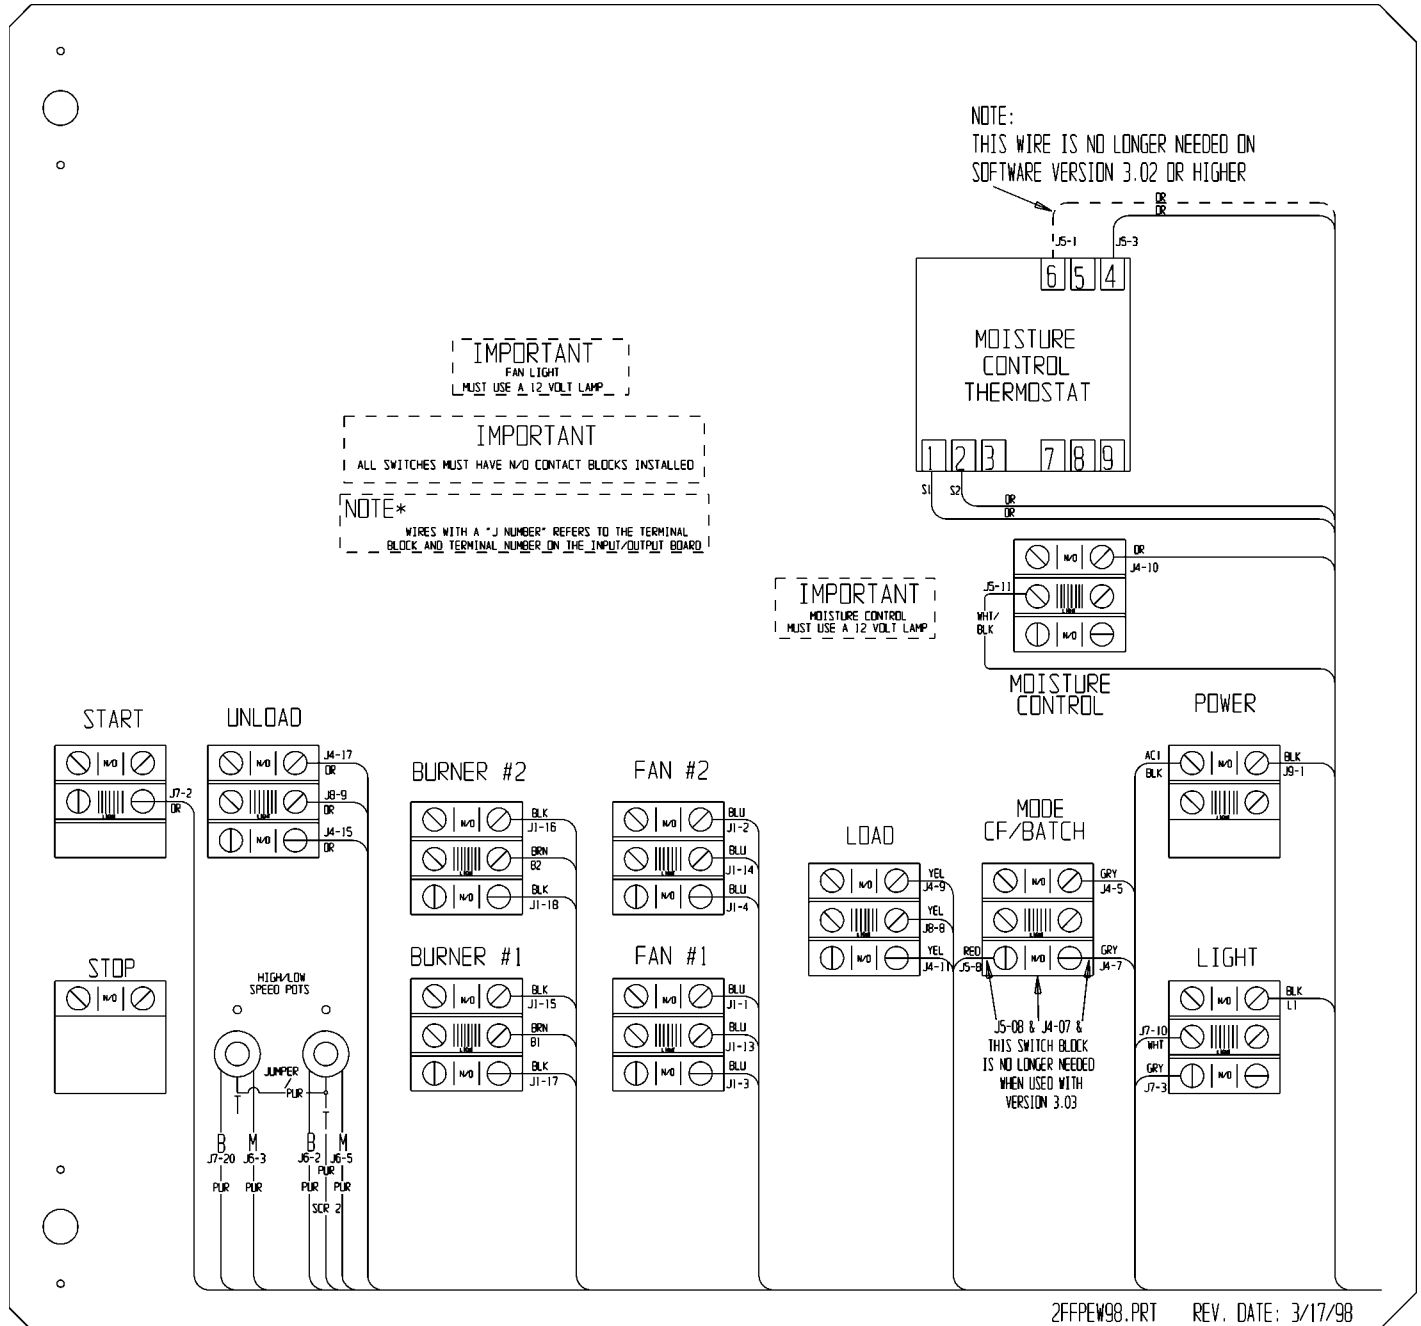 NOTE:
THIS WIRE IS NO LONGER NEEDED ON
SOFTWARE VERSION 3.02 OR HIGHER
OR
OR
J5-1
J5-3
6 5 4
MOISTURE
CONTROL
THERMOSTAT
1 2 3 7 8 9
S1
S2
OR
OR
IMPORTANT
FAN LIGHT
MUST USE A 12 VOLT LAMP
IMPORTANT
ALL SWITCHES MUST HAVE N/O CONTACT BLOCKS INSTALLED
NOTE*
WIRES WITH A "J NUMBER" REFERS TO THE TERMINAL
BLOCK AND TERMINAL NUMBER ON THE INPUT/OUTPUT BOARD
IMPORTANT
MOISTURE CONTROL
MUST USE A 12 VOLT LAMP
N/O
OR
J4-10
J5-11
LIGHT
WHT/
BLK
N/O
MOISTURE
CONTROL
START
N/O
LIGHT
J7-2
OR
UNLOAD
N/O
J4-17
OR
LIGHT
J8-9
OR
N/O
J4-15
OR
BURNER #2
N/O
BLK
J1-16
LIGHT
BRN
B2
N/O
BLK
J1-18
FAN #2
N/O
BLU
J1-2
LIGHT
BLU
J1-14
N/O
BLU
J1-4
LOAD
N/O
YEL
J4-9
LIGHT
YEL
J8-8
N/O
YEL
J4-11
MODE
CF/BATCH
N/O
GRY
J4-5
LIGHT
RED
J5-8
N/O
GRY
J4-7
J5-08 & J4-07 &
THIS SWITCH BLOCK
IS NO LONGER NEEDED
WHEN USED WITH
VERSION 3.03
POWER
AC1
BLK
N/O
BLK
J9-1
LIGHT
STOP
N/O
HIGH/LOW
SPEED POTS
JUMPER
PUR
T
T
B
J7-20
PUR
M
J6-3
PUR
B
J6-2
PUR
PUR
SCR 2
M
J6-5
PUR
BURNER #1
N/O
BLK
J1-15
LIGHT
BRN
B1
N/O
BLK
J1-17
FAN #1
N/O
BLU
J1-1
LIGHT
BLU
J1-13
N/O
BLU
J1-3
LIGHT
N/O
BLK
L1
J7-10
WHT
LIGHT
GRY
J7-3
N/O
2FFPEW98.PRT REV. DATE: 3/17/98